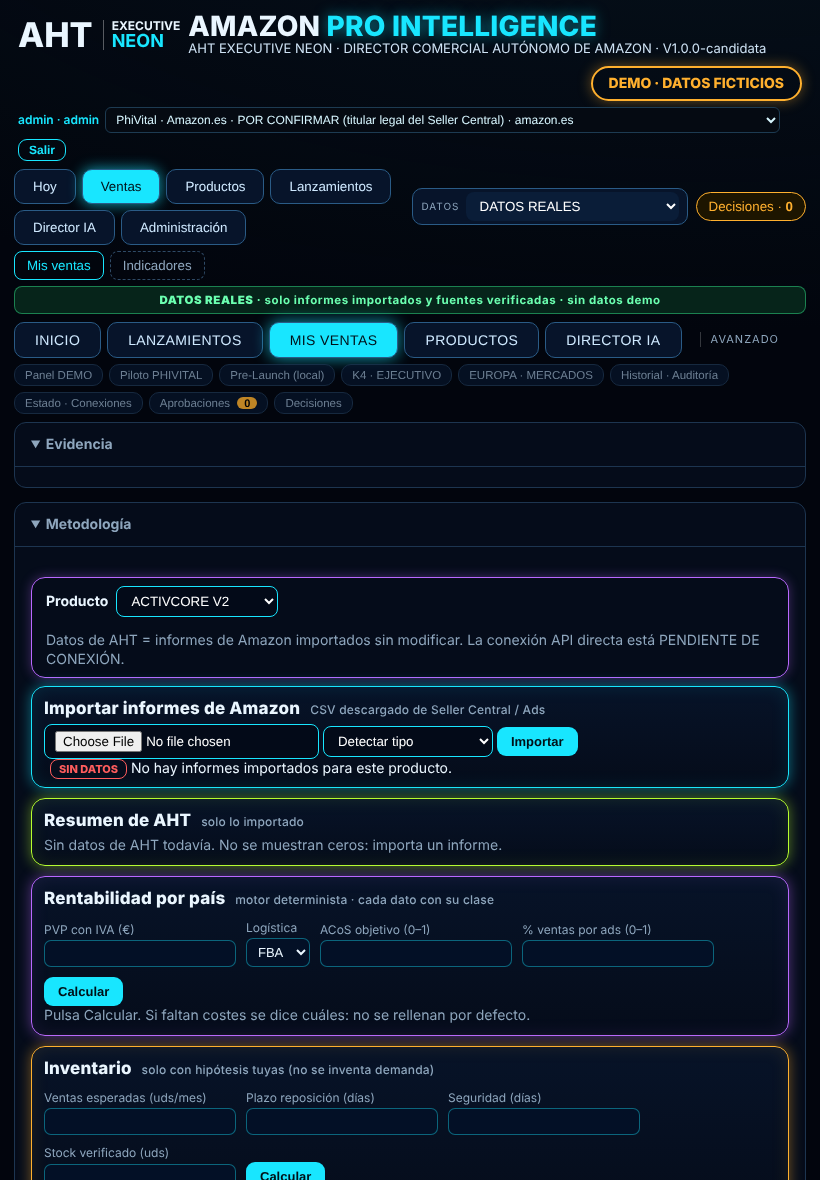 AHT EXECUTIVE NEON
AMAZON PRO INTELLIGENCE
AHT EXECUTIVE NEON · DIRECTOR COMERCIAL AUTÓNOMO DE AMAZON · V1.0.0-candidata
DEMO · DATOS FICTICIOS
admin · admin PhiVital · Amazon.es · POR CONFIRMAR (titular legal del Seller Central) · amazon.es
Salir
Hoy Ventas Productos Lanzamientos
Director IA Administración
DATOS DATOS REALES Decisiones · 0
Mis ventas Indicadores
DATOS REALES · solo informes importados y fuentes verificadas · sin datos demo
INICIO LANZAMIENTOS MIS VENTAS PRODUCTOS DIRECTOR IA AVANZADO
Panel DEMO Piloto PHIVITAL Pre-Launch (local) K4 · EJECUTIVO EUROPA · MERCADOS Historial · Auditoría
Estado · Conexiones Aprobaciones 0 Decisiones
▼ Evidencia
▼ Metodología
Producto ACTIVCORE V2
Datos de AHT = informes de Amazon importados sin modificar. La conexión API directa está PENDIENTE DE
CONEXIÓN.
Importar informes de Amazon CSV descargado de Seller Central / Ads
Choose File No file chosen Detectar tipo Importar
SIN DATOS No hay informes importados para este producto.
Resumen de AHT solo lo importado
Sin datos de AHT todavía. No se muestran ceros: importa un informe.
Rentabilidad por país motor determinista · cada dato con su clase
PVP con IVA (€) Logística ACoS objetivo (0–1) % ventas por ads (0–1)
FBA
Calcular
Pulsa Calcular. Si faltan costes se dice cuáles: no se rellenan por defecto.
Inventario solo con hipótesis tuyas (no se inventa demanda)
Ventas esperadas (uds/mes) Plazo reposición (días) Seguridad (días)
Stock verificado (uds)
Calcular